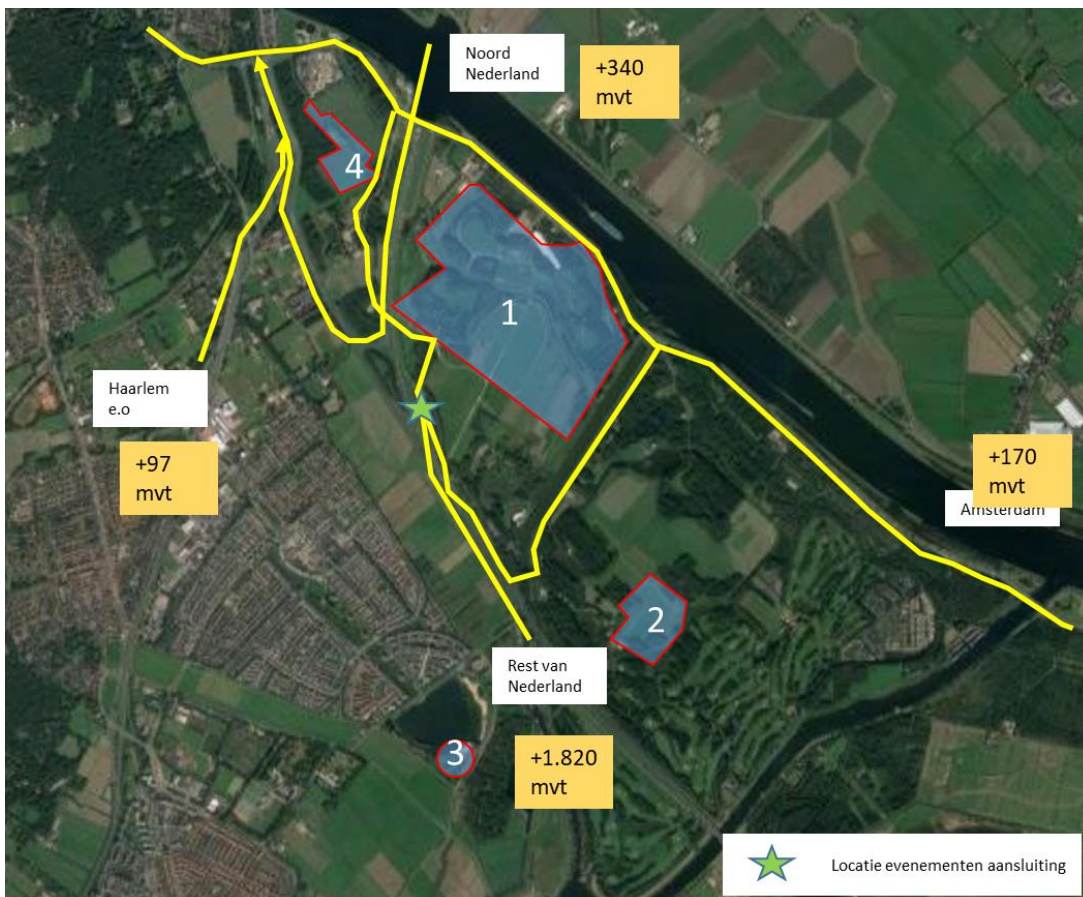 Noord
Nederland
+340
mvt
4
1
Haarlem
e.o
+97
mvt
+170
mvt
Amsterdam
2
Rest van
Nederland
3
+1.820
mvt
Locatie evenementen aansluiting